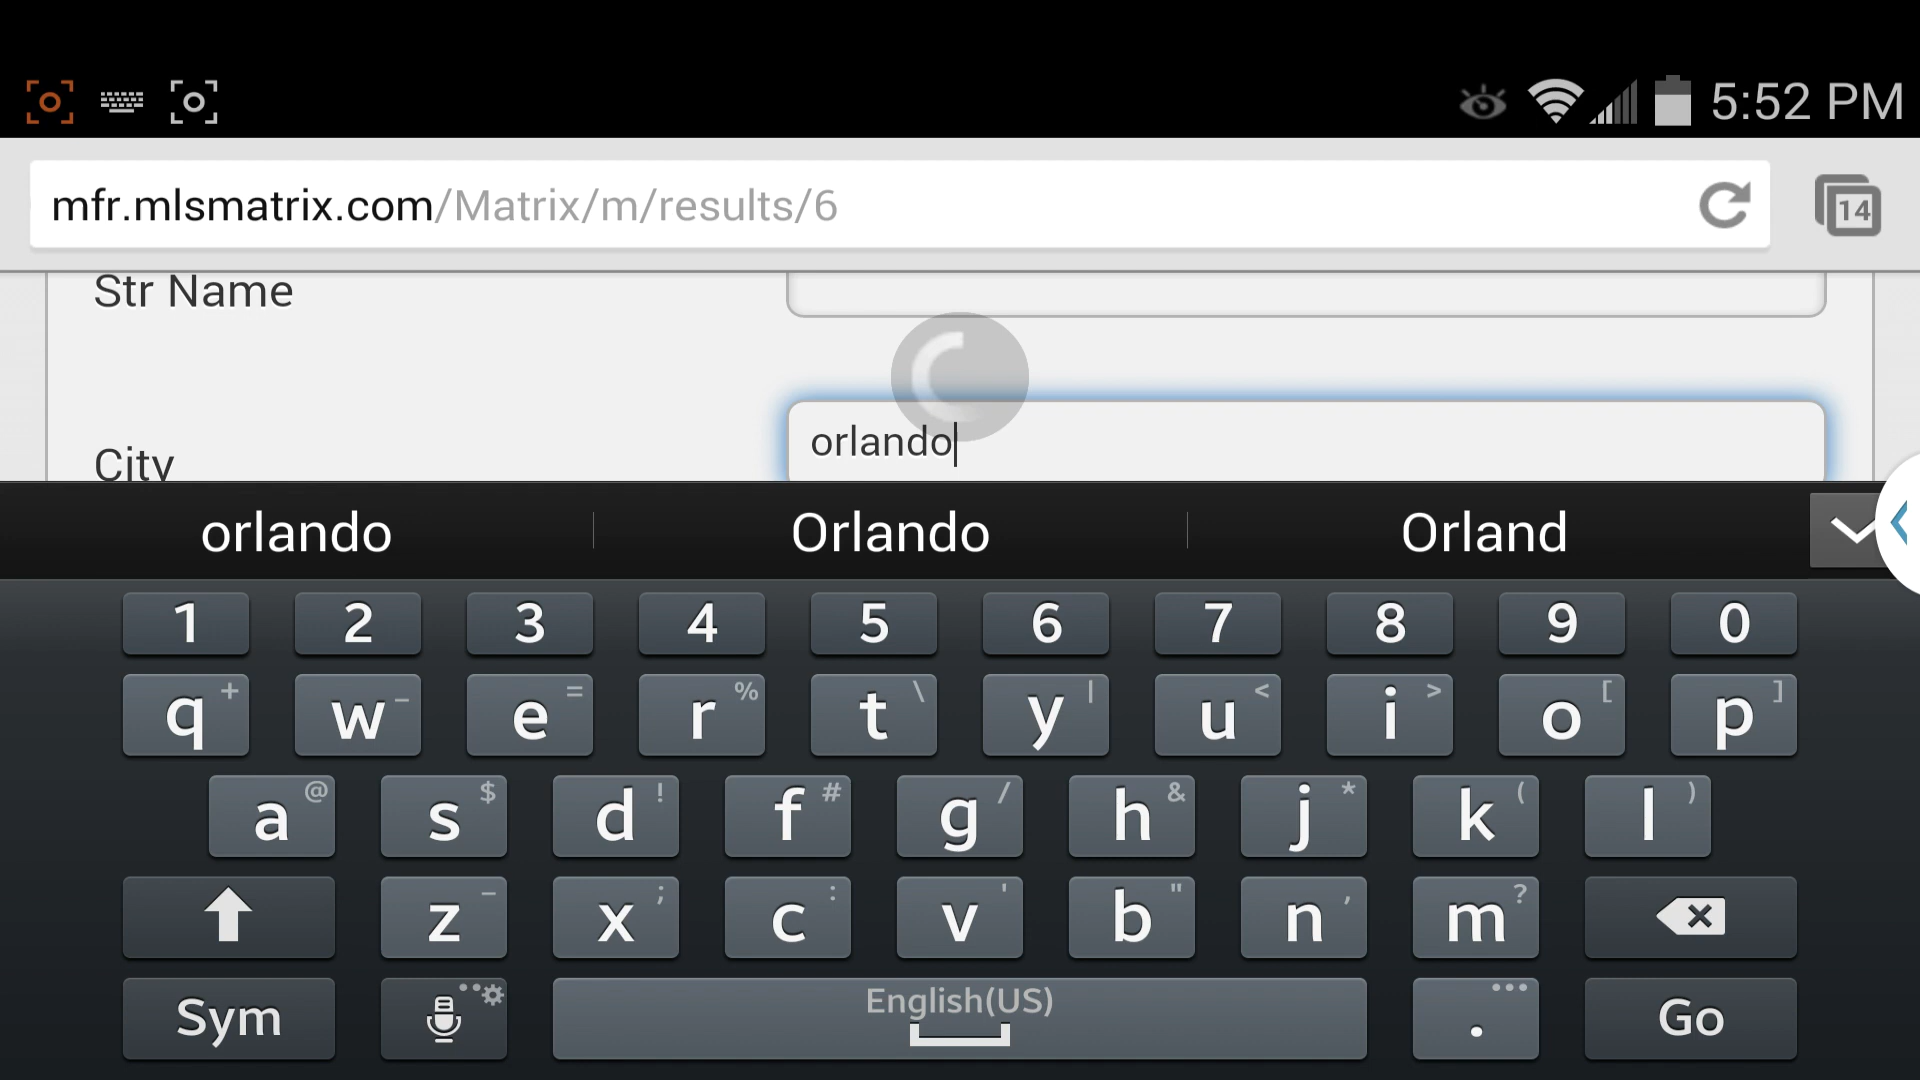 5:52 PM
mfr.mlsmatrix.com/Matrix/m/results/6
14
Str Name
City
orlando
orlando Orlando Orland
1 2 3 4 5 6 7 8 9 0
q + w _ e = r % t \ y | u < i > o [ p ]
a @ s $ d ! f # g / h & j * k ( l )
z - x ; c : v ' b " n , m ?
Sym English(US) . ... Go